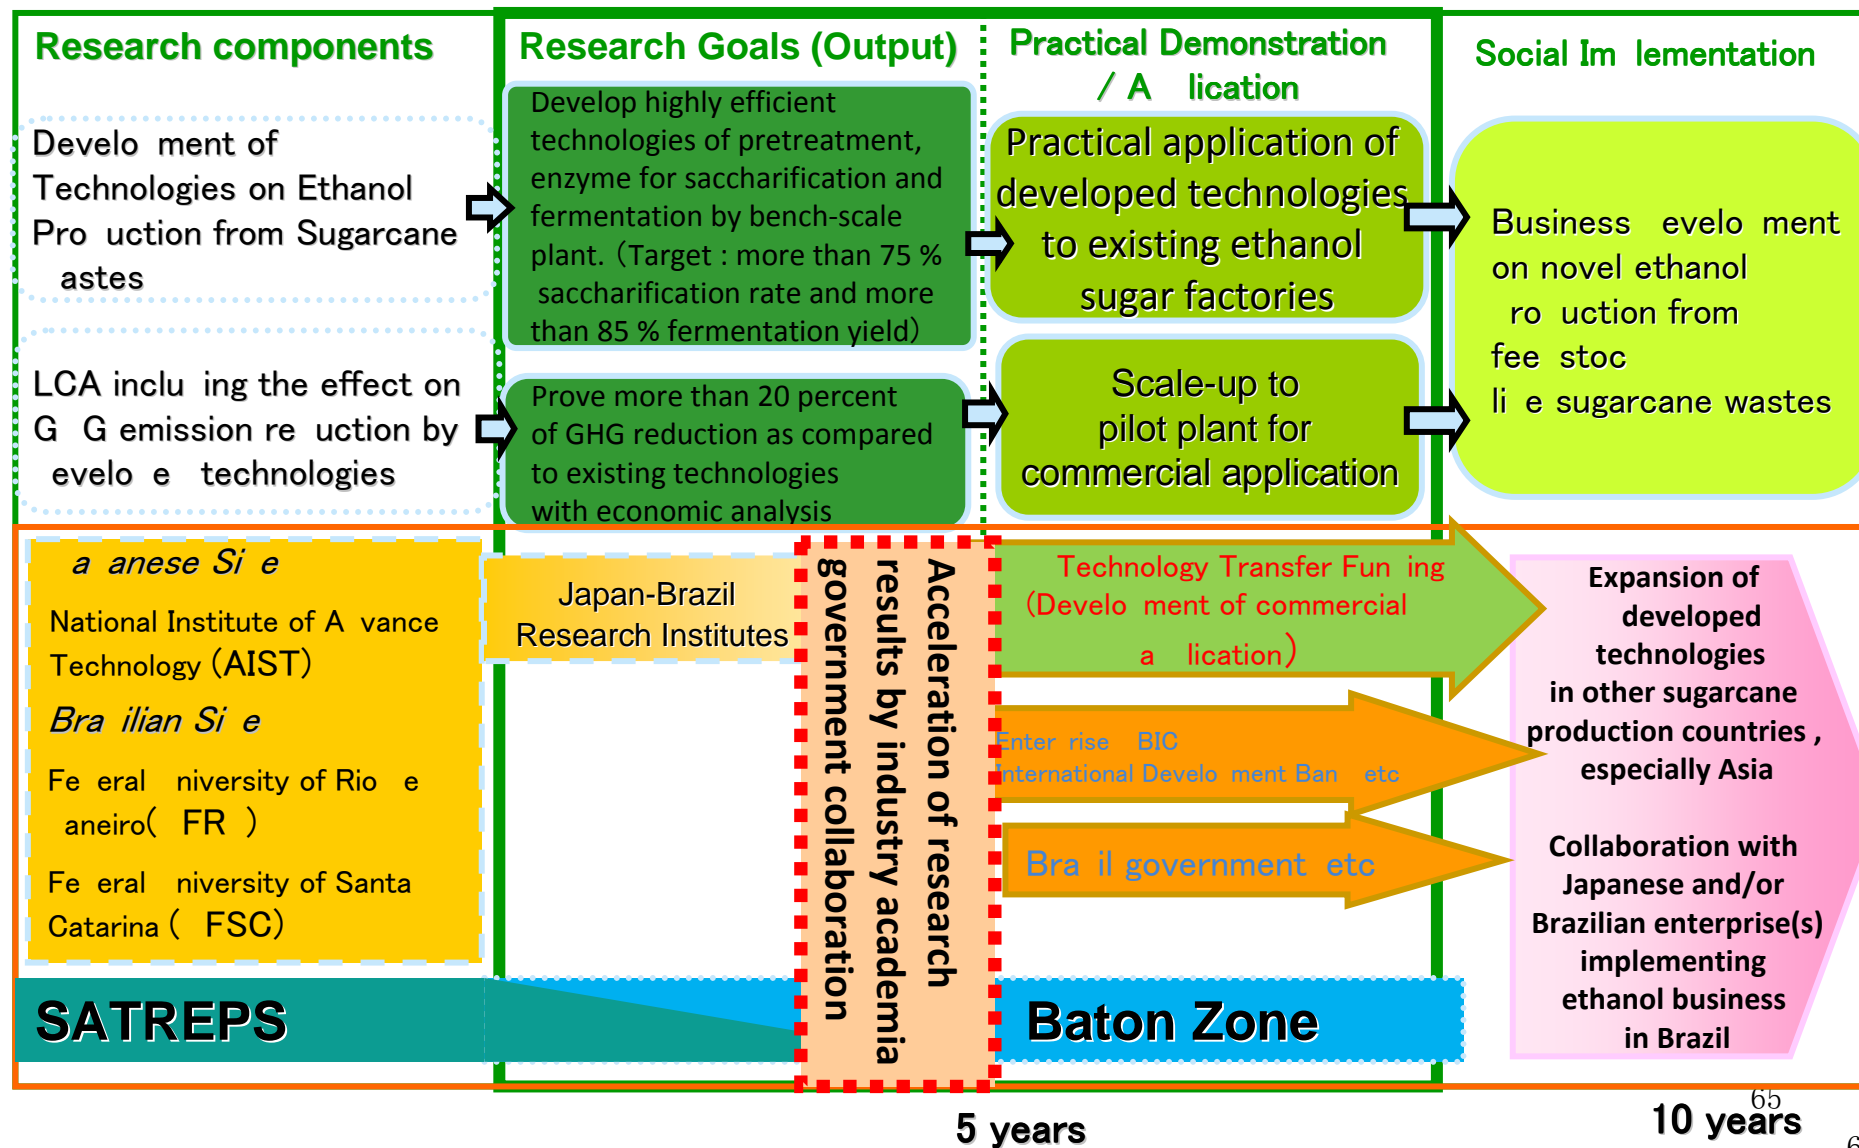 Research components
Develo ment of
Technologies on Ethanol
Pro uction from Sugarcane
astes
LCA inclu ing the effect on
G G emission re uction by
evelo e technologies
Research Goals (Output)
Develop highly efficient
technologies of pretreatment,
enzyme for saccharification and
fermentation by bench-scale
plant.（Target : more than 75 %
saccharification rate and more
than 85 % fermentation yield）
Prove more than 20 percent
of GHG reduction as compared
to existing technologies
with economic analysis
Practical Demonstration
/ A lication
Practical application of
developed technologies
to existing ethanol
sugar factories
Scale-up to
pilot plant for
commercial application
Social Im lementation
Business evelo ment
on novel ethanol
ro uction from
fee stoc
li e sugarcane wastes
a anese Si e
National Institute of A vance
Technology (AIST)
Bra ilian Si e
Fe eral niversity of Rio e
aneiro( FR )
Fe eral niversity of Santa
Catarina ( FSC)
Japan-Brazil
Research Institutes
Acceleration of research
results by industry academia
government collaboration
Technology Transfer Fun ing
（Develo ment of commercial
a lication）
Enter rise BIC
International Develo ment Ban etc
Bra il government etc
Expansion of
developed
technologies
in other sugarcane
production countries ,
especially Asia
Collaboration with
Japanese and/or
Brazilian enterprise(s)
implementing
ethanol business
in Brazil
SATREPS
Baton Zone
5 years
10 years
65
6